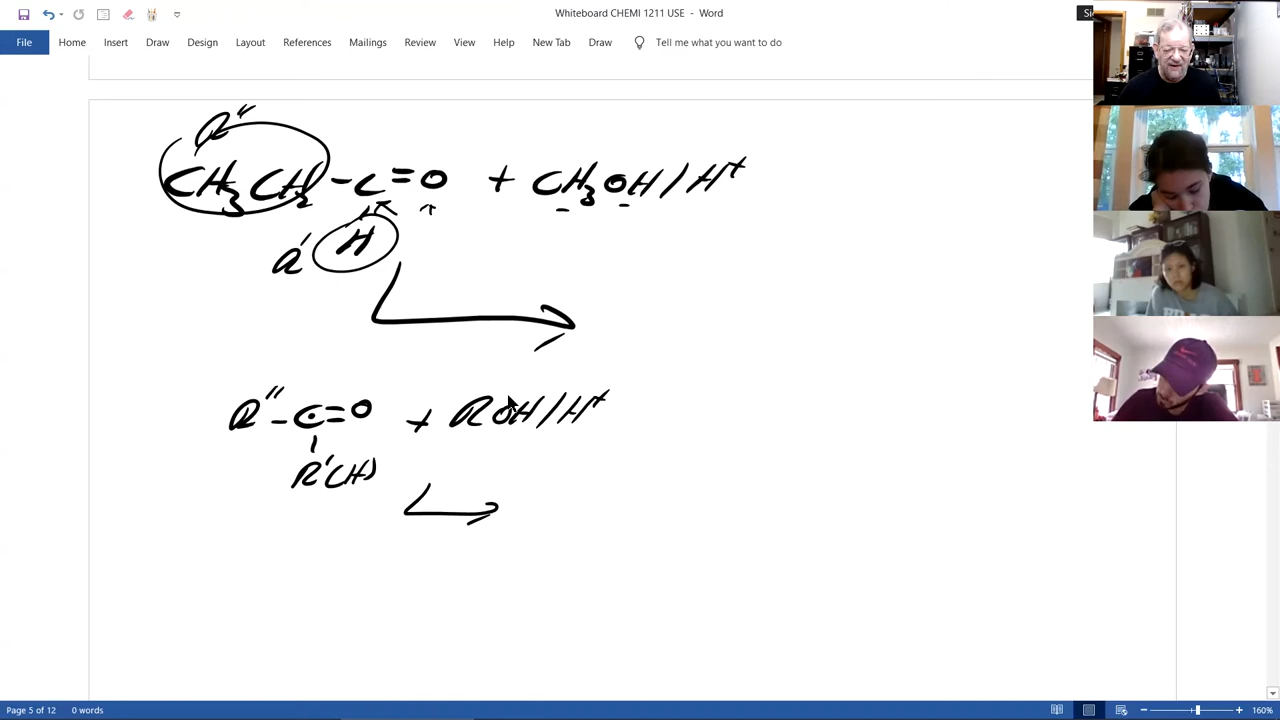 Whiteboard CHEMI 1211 USE - Word
File Home Insert Draw Design Layout References Mailings Review View Help New Tab Draw Tell me what you want to do
R''
CH3CH2-C=O + CH3OH/H+
R' H
R''-C=O + ROH/H+
R'(H)
Page 5 of 12 0 words 160%